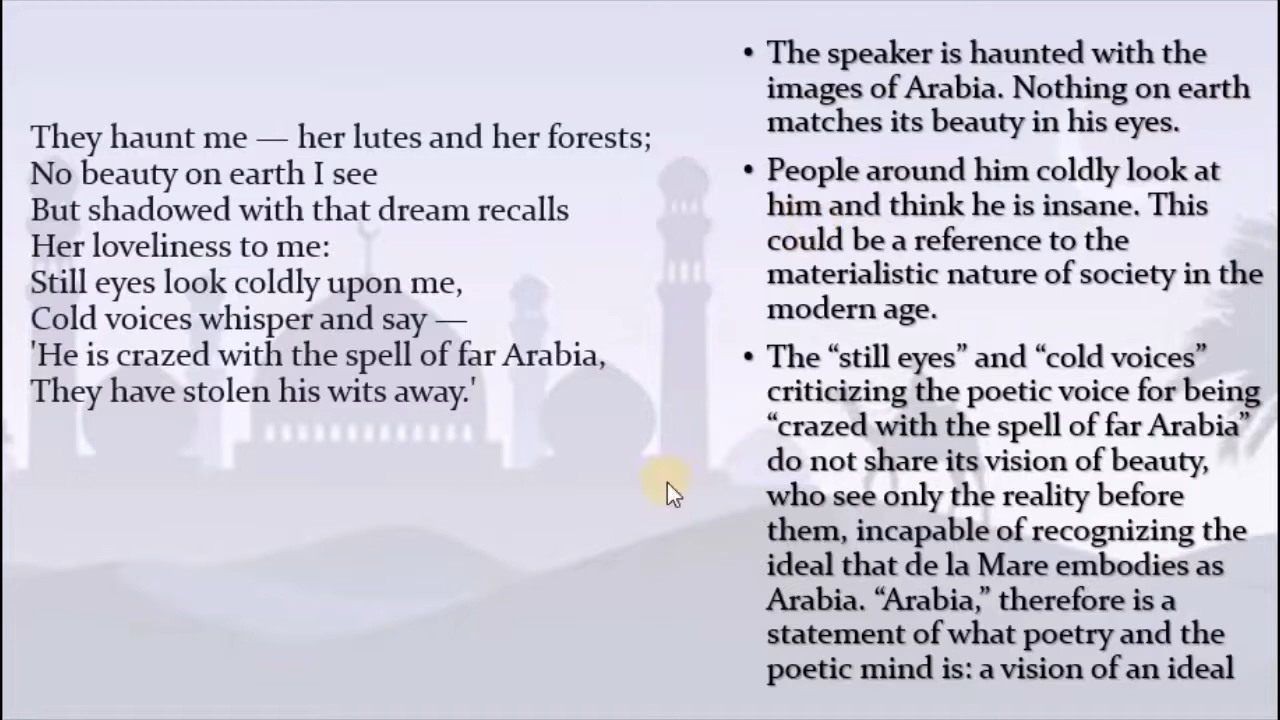 They haunt me — her lutes and her forests;
No beauty on earth I see
But shadowed with that dream recalls
Her loveliness to me:
Still eyes look coldly upon me,
Cold voices whisper and say —
'He is crazed with the spell of far Arabia,
They have stolen his wits away.'
• The speaker is haunted with the
images of Arabia. Nothing on earth
matches its beauty in his eyes.
• People around him coldly look at
him and think he is insane. This
could be a reference to the
materialistic nature of society in the
modern age.
• The “still eyes” and “cold voices”
criticizing the poetic voice for being
“crazed with the spell of far Arabia”
do not share its vision of beauty,
who see only the reality before
them, incapable of recognizing the
ideal that de la Mare embodies as
Arabia. “Arabia,” therefore is a
statement of what poetry and the
poetic mind is: a vision of an ideal